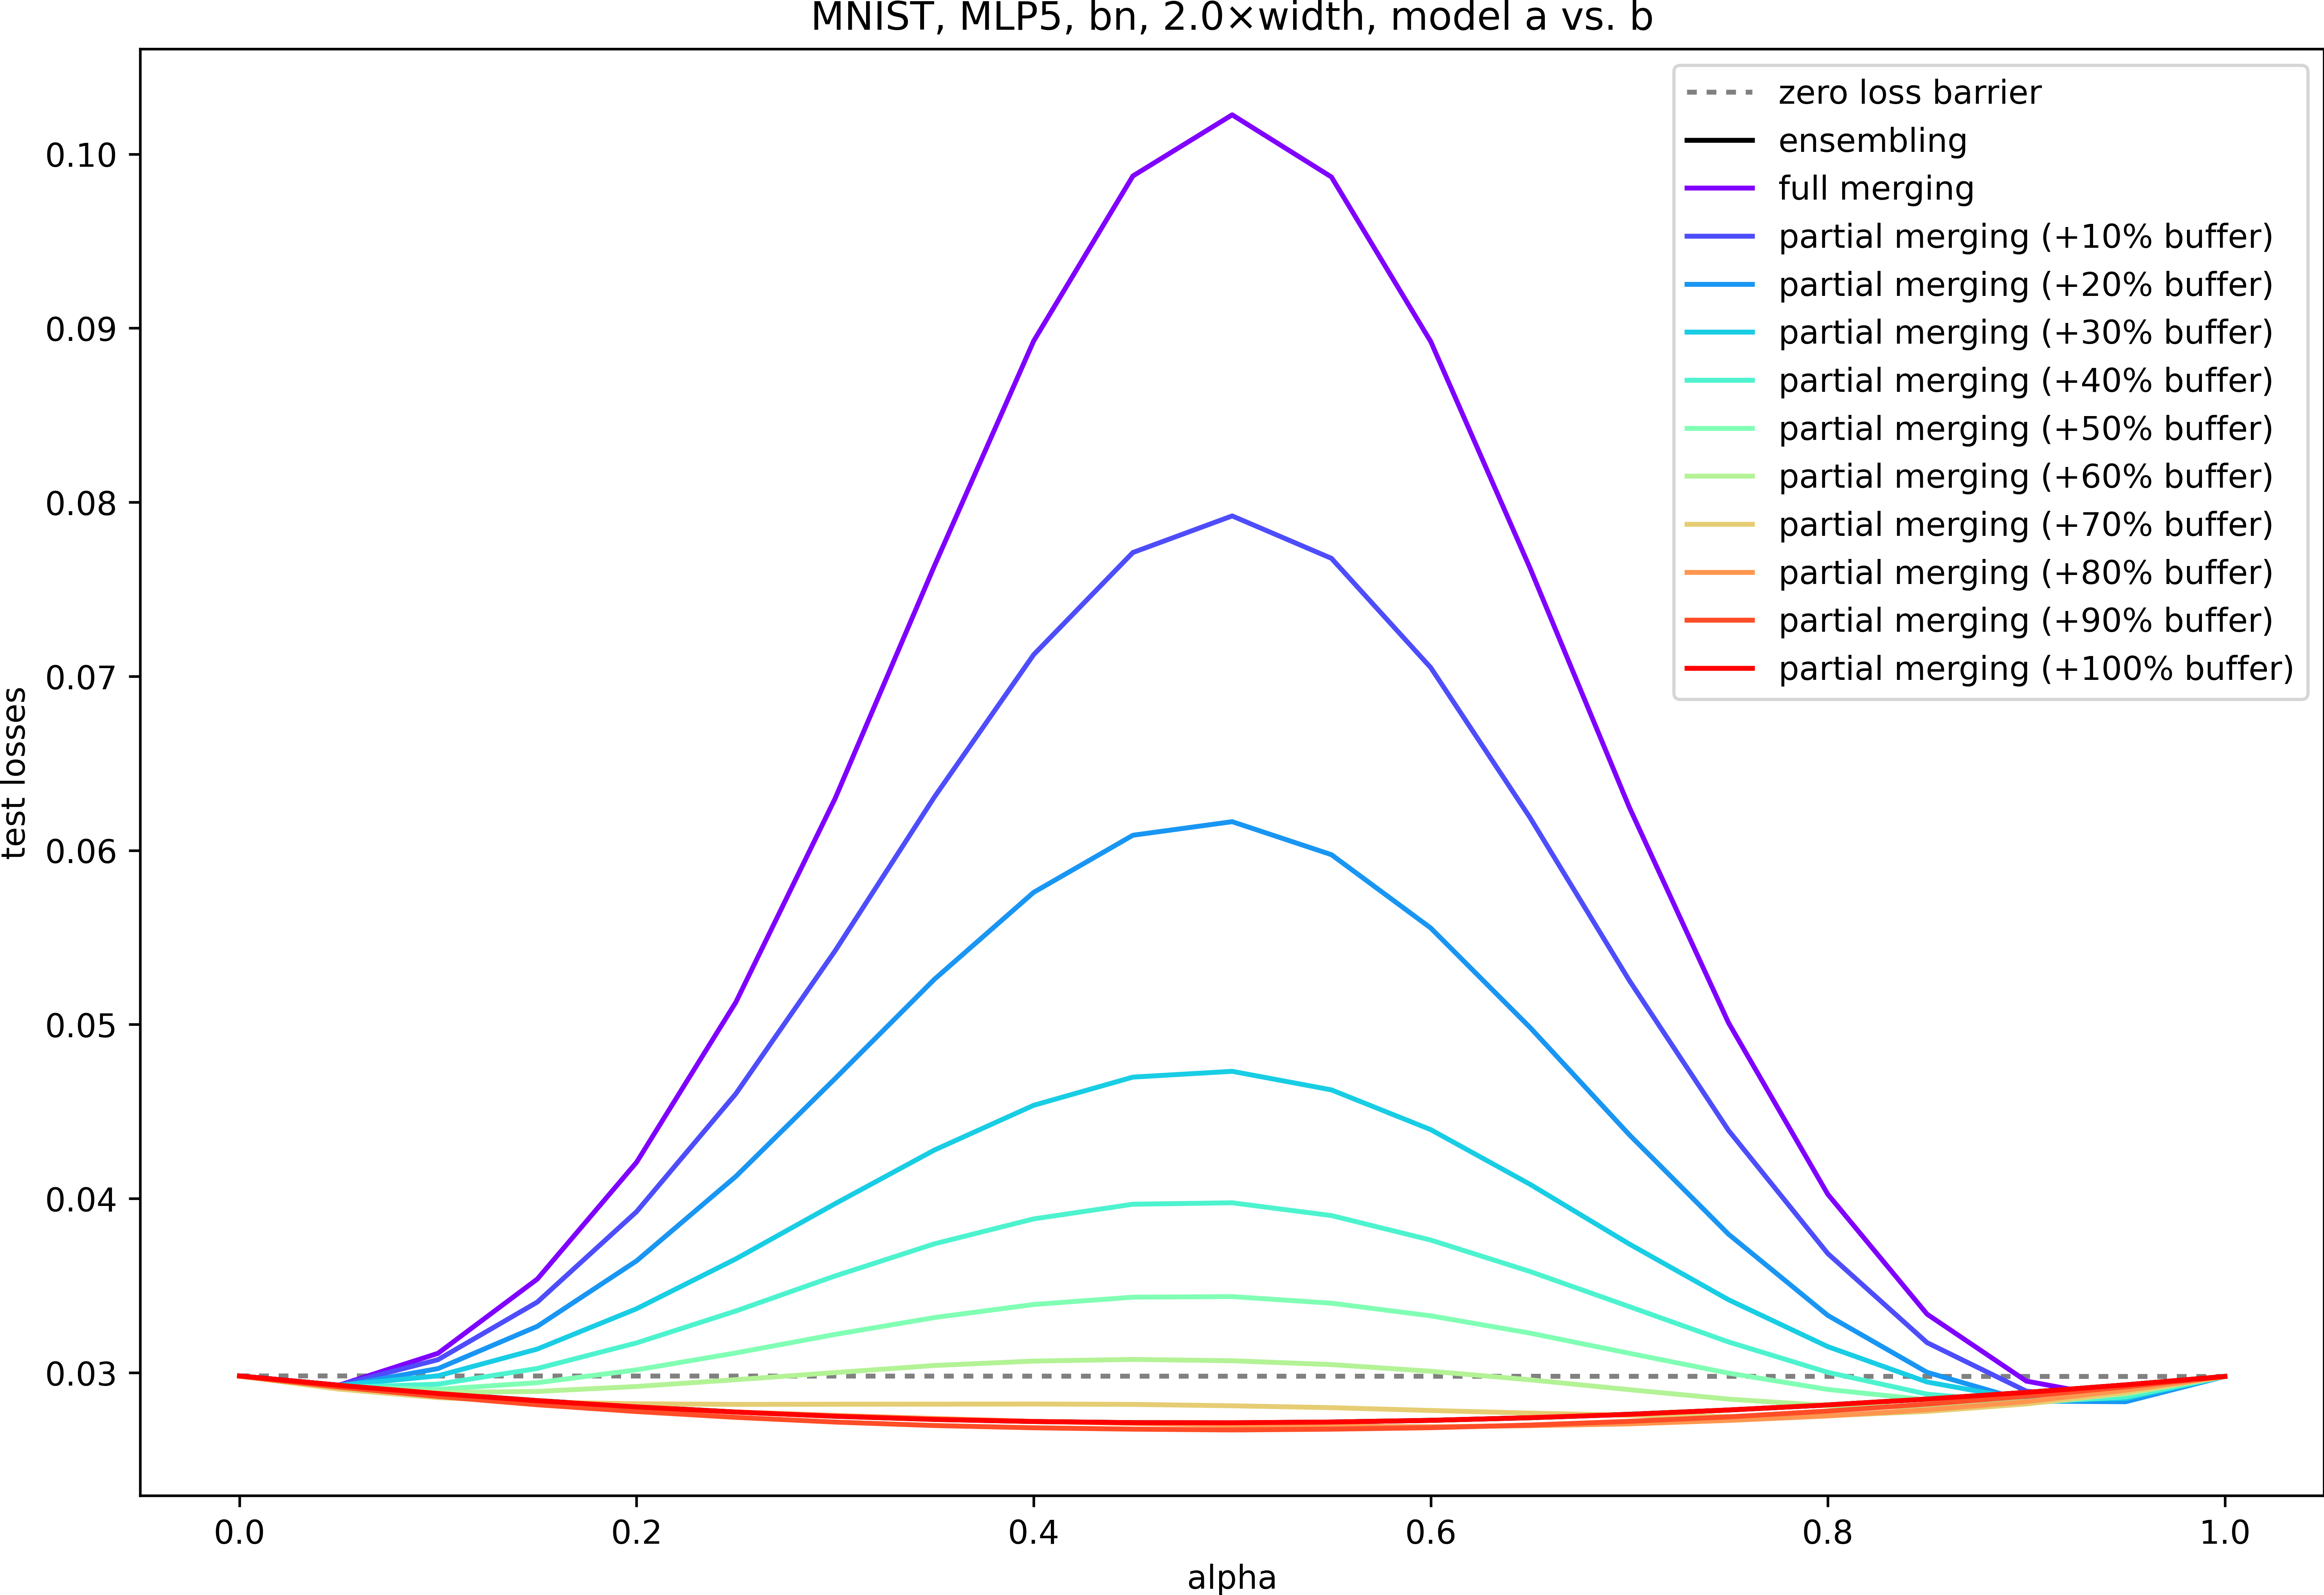 MNIST, MLP5, bn, 2.0×width, model a vs. b
zero loss barrier
ensembling
full merging
partial merging (+10% buffer)
partial merging (+20% buffer)
partial merging (+30% buffer)
partial merging (+40% buffer)
partial merging (+50% buffer)
partial merging (+60% buffer)
partial merging (+70% buffer)
partial merging (+80% buffer)
partial merging (+90% buffer)
partial merging (+100% buffer)
test losses
0.10
0.09
0.08
0.07
0.06
0.05
0.04
0.03
0.0 0.2 0.4 0.6 0.8 1.0
alpha